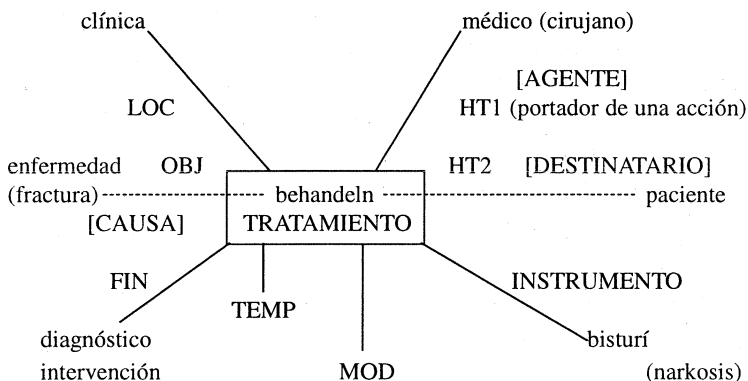 clínica
médico (cirujano)
[AGENTE]
LOC
HT1 (portador de una acción)
enfermedad OBJ HT2 [DESTINATARIO]
(fractura) behandeln paciente
[CAUSA] TRATAMIENTO
FIN
INSTRUMENTO
TEMP
diagnóstico
bisturí
intervención
MOD
(narkosis)